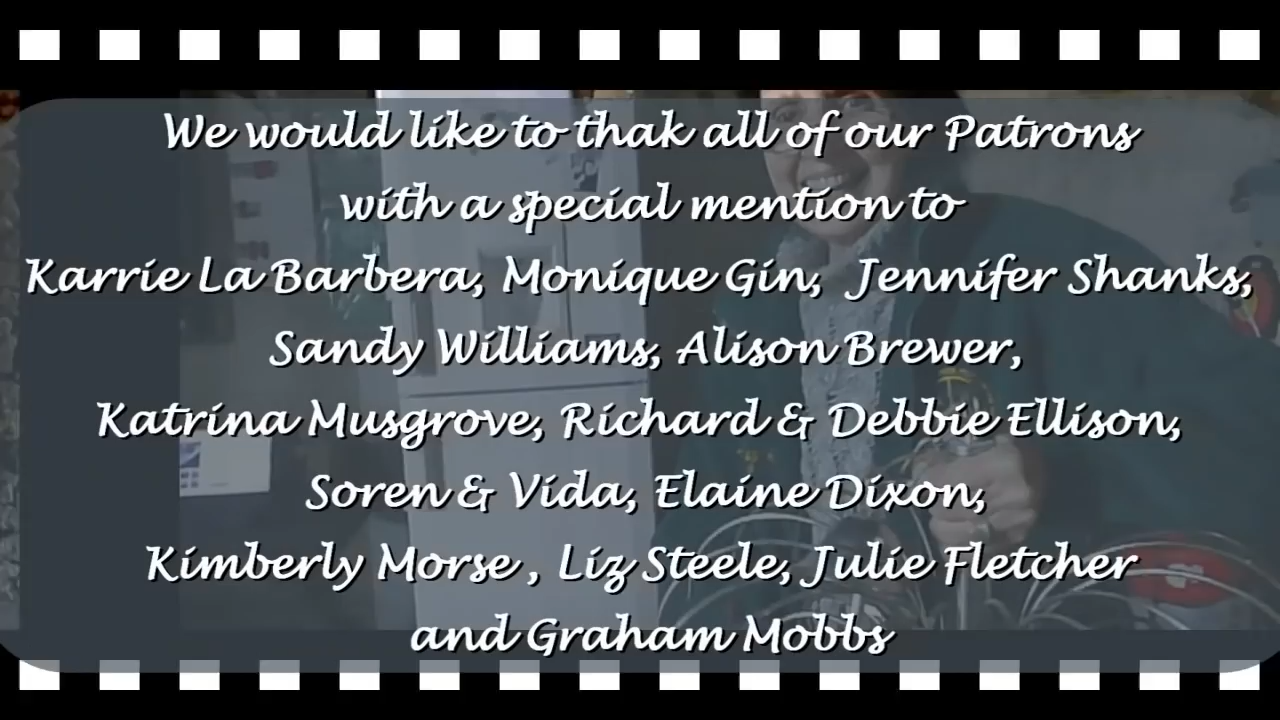 We would like to thak all of our Patrons
with a special mention to
Karrie La Barbera, Monique Gin, Jennifer Shanks,
Sandy Williams, Alison Brewer,
Katrina Musgrove, Richard & Debbie Ellison,
Soren & Vida, Elaine Dixon,
Kimberly Morse , Liz Steele, Julie Fletcher
and Graham Mobbs